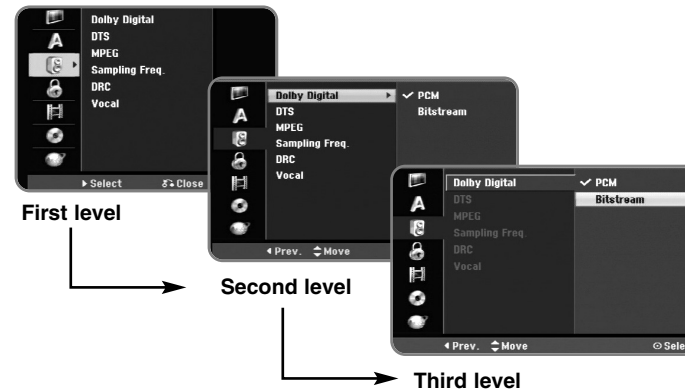 Dolby Digital
DTS
MPEG
Sampling Freq.
DRC
Vocal
Select Close
First level
Dolby Digital PCM
DTS Bitstream
MPEG
Sampling Freq.
DRC
Vocal
Prev. Move
Second level
Dolby Digital PCM
DTS Bitstream
MPEG
Sampling Freq.
DRC
Vocal
Prev. Move Sele
Third level